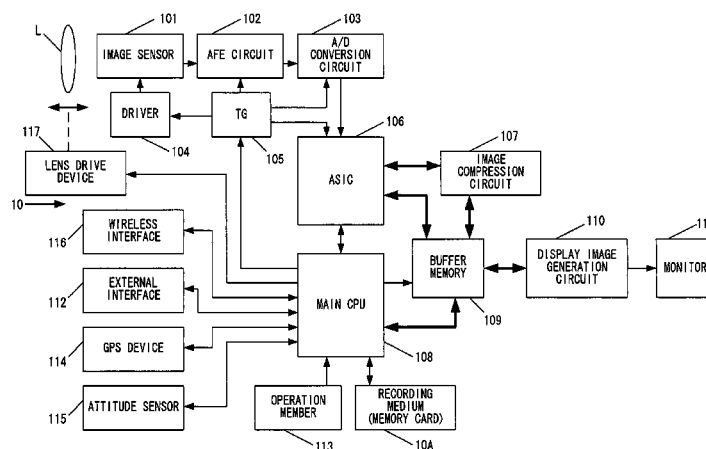 L
101
102
103
IMAGE SENSOR
AFE CIRCUIT
A/D
CONVERSION
CIRCUIT
DRIVER
TG
104
105
106
107
117
LENS DRIVE
DEVICE
10
ASIC
IMAGE
COMPRESSION
CIRCUIT
WIRELESS
INTERFACE
116
110
BUFFER
MEMORY
109
DISPLAY IMAGE
GENERATION
CIRCUIT
MONITOR
EXTERNAL
INTERFACE
112
MAIN CPU
108
GPS DEVICE
114
ATTITUDE SENSOR
115
OPERATION
MEMBER
113
RECORDING
MEDIUM
(MEMORY CARD)
10A